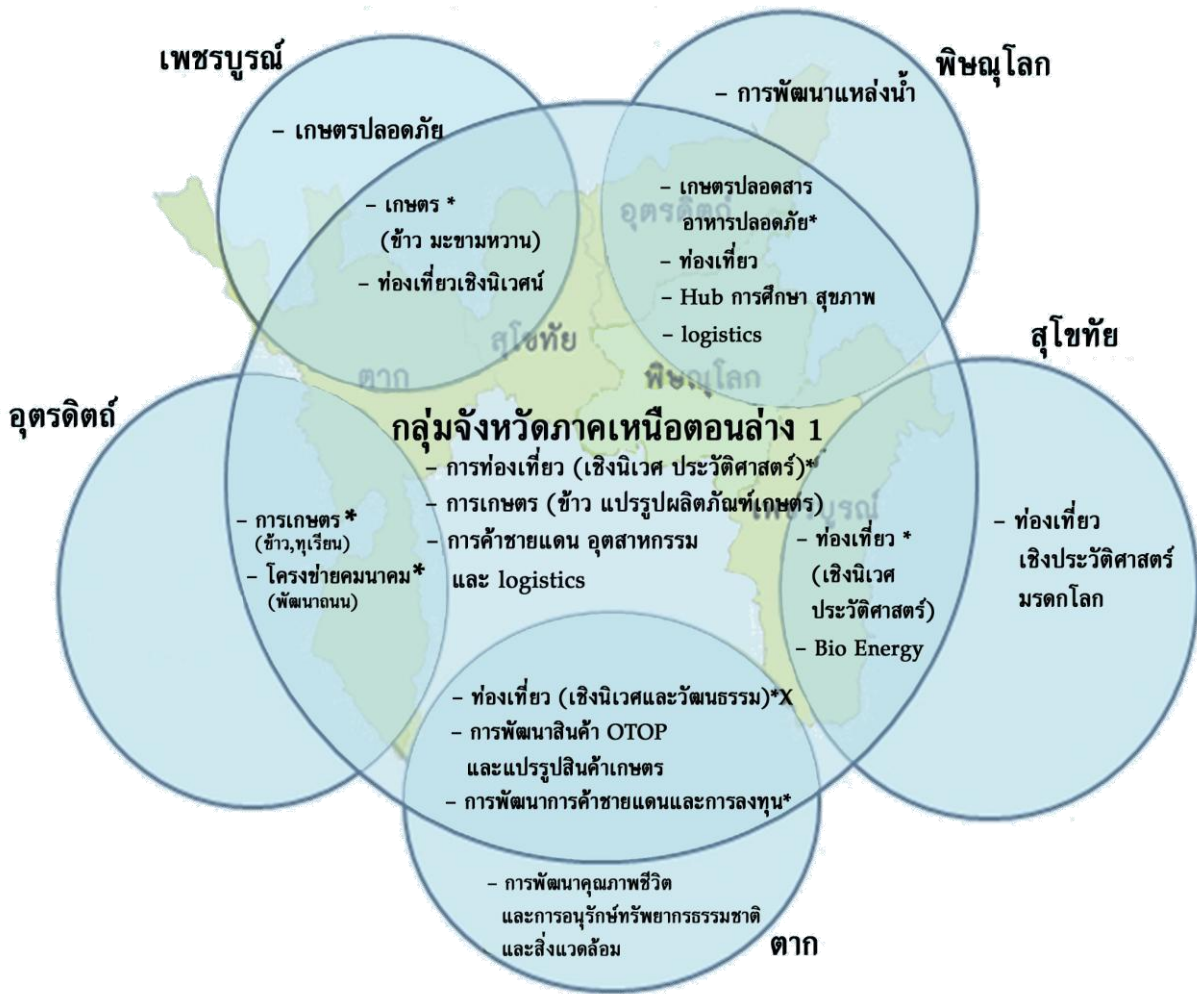 เพชรบูรณ์
- เกษตรปลอดภัย
- เกษตร *
(ข้าว มะขามหวาน)
- ท่องเที่ยวเชิงนิเวศน์
พิษณุโลก
- การพัฒนาแหล่งน้ำ
- เกษตรปลอดสาร
อาหารปลอดภัย*
- ท่องเที่ยว
- Hub การศึกษา สุขภาพ
- logistics
อุตรดิตถ์
สุโขทัย
ตาก
พิษณุโลก
เพชรบูรณ์
กลุ่มจังหวัดภาคเหนือตอนล่าง 1
- การท่องเที่ยว (เชิงนิเวศ ประวัติศาสตร์)*
- การเกษตร (ข้าว แปรรูปผลิตภัณฑ์เกษตร)
- การค้าชายแดน อุตสาหกรรม
และ logistics
อุตรดิตถ์
- การเกษตร*
(ข้าว,ทุเรียน)
- โครงข่ายคมนาคม*
(พัฒนาถนน)
สุโขทัย
- ท่องเที่ยว *
(เชิงนิเวศ
ประวัติศาสตร์)
- Bio Energy
- ท่องเที่ยว
เชิงประวัติศาสตร์
มรดกโลก
- ท่องเที่ยว (เชิงนิเวศและวัฒนธรรม)*X
- การพัฒนาสินค้า OTOP
และแปรรูปสินค้าเกษตร
- การพัฒนาการค้าชายแดนและการลงทุน*
- การพัฒนาคุณภาพชีวิต
และการอนุรักษ์ทรัพยากรธรรมชาติ
และสิ่งแวดล้อม
ตาก